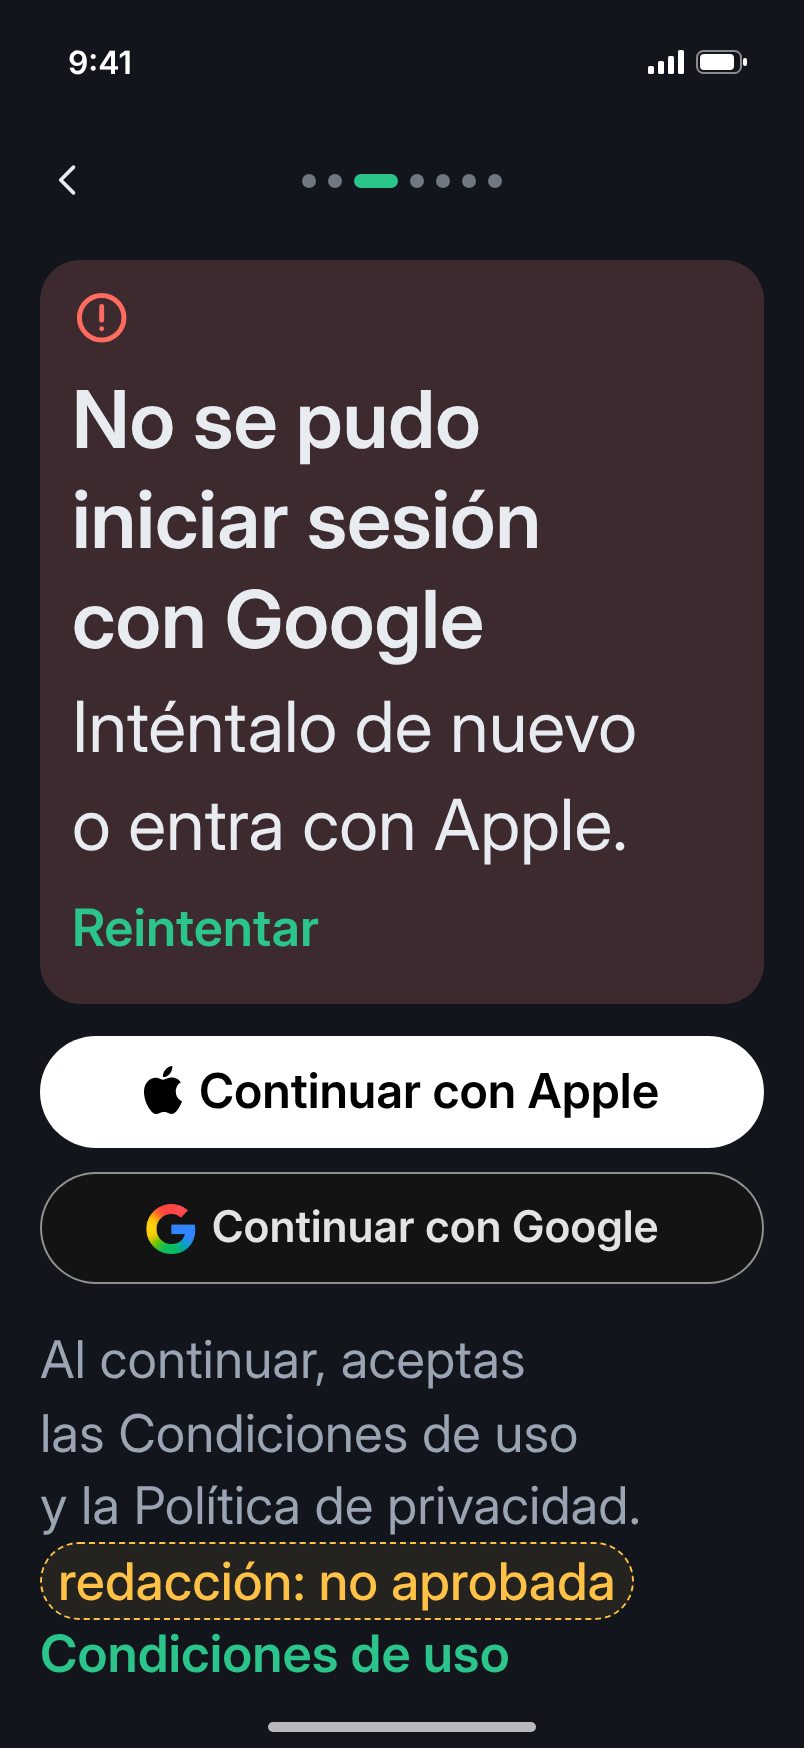 9:41
No se pudo
iniciar sesión
con Google
Inténtalo de nuevo
o entra con Apple.
Reintentar
Continuar con Apple
Continuar con Google
Al continuar, aceptas
las Condiciones de uso
y la Política de privacidad.
redacción: no aprobada
Condiciones de uso